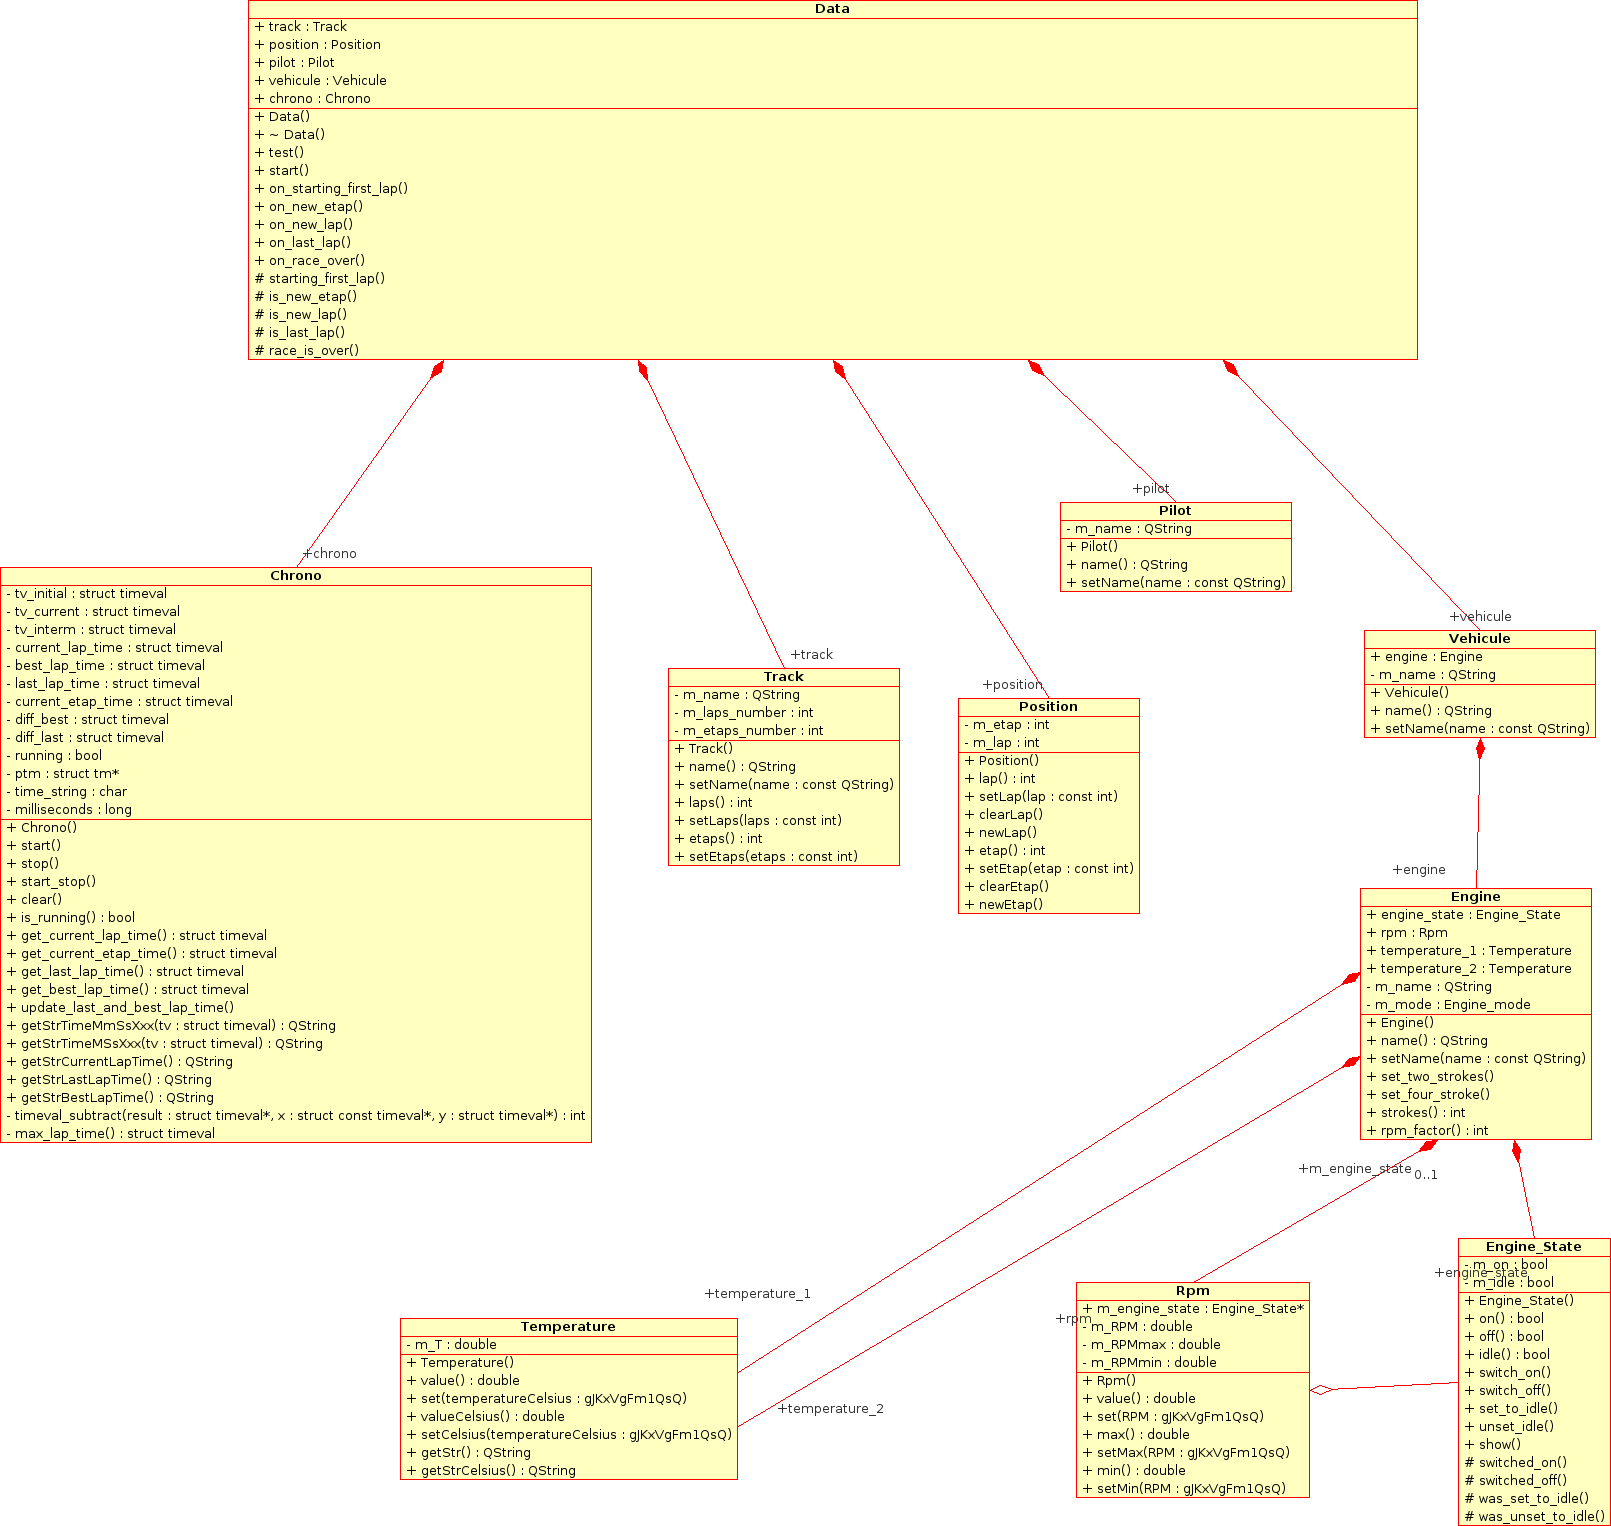 Data
+ track : Track
+ position : Position
+ pilot : Pilot
+ vehicule : Vehicule
+ chrono : Chrono
+ Data()
+ ~ Data()
+ test()
+ start()
+ on_starting_first_lap()
+ on_new_etap()
+ on_new_lap()
+ on_last_lap()
+ on_race_over()
# starting_first_lap()
# is_new_etap()
# is_new_lap()
# is_last_lap()
# race_is_over()
+chrono
Chrono
- tv_initial : struct timeval
- tv_current : struct timeval
- tv_interm : struct timeval
- current_lap_time : struct timeval
- best_lap_time : struct timeval
- last_lap_time : struct timeval
- current_etap_time : struct timeval
- diff_best : struct timeval
- diff_last : struct timeval
- running : bool
- ptm : struct tm*
- time_string : char
- milliseconds : long
+ Chrono()
+ start()
+ stop()
+ start_stop()
+ clear()
+ is_running() : bool
+ get_current_lap_time() : struct timeval
+ get_current_etap_time() : struct timeval
+ get_last_lap_time() : struct timeval
+ get_best_lap_time() : struct timeval
+ update_last_and_best_lap_time()
+ getStrTimeMmSsXxx(tv : struct timeval) : QString
+ getStrTimeMSsXxx(tv : struct timeval) : QString
+ getStrCurrentLapTime() : QString
+ getStrLastLapTime() : QString
+ getStrBestLapTime() : QString
- timeval_subtract(result : struct timeval*, x : struct const timeval*, y : struct timeval*) : int
- max_lap_time() : struct timeval
+track
Track
- m_name : QString
- m_laps_number : int
- m_etaps_number : int
+ Track()
+ name() : QString
+ setName(name : const QString)
+ laps() : int
+ setLaps(laps : const int)
+ etaps() : int
+ setEtaps(etaps : const int)
+position
Position
- m_etap : int
- m_lap : int
+ Position()
+ lap() : int
+ setLap(lap : const int)
+ clearLap()
+ newLap()
+ etap() : int
+ setEtap(etap : const int)
+ clearEtap()
+ newEtap()
+pilot
Pilot
- m_name : QString
+ Pilot()
+ name() : QString
+ setName(name : const QString)
+vehicule
Vehicule
+ engine : Engine
- m_name : QString
+ Vehicule()
+ name() : QString
+ setName(name : const QString)
+engine
Engine
+ engine_state : Engine_State
+ rpm : Rpm
+ temperature_1 : Temperature
+ temperature_2 : Temperature
- m_name : QString
- m_mode : Engine_mode
+ Engine()
+ name() : QString
+ setName(name : const QString)
+ set_two_strokes()
+ set_four_stroke()
+ strokes() : int
+ rpm_factor() : int
+m_engine_state
0..1
+temperature_1
+temperature_2
Temperature
- m_T : double
+ Temperature()
+ value() : double
+ set(temperatureCelsius : gJKxVgFm1QsQ)
+ valueCelsius() : double
+ setCelsius(temperatureCelsius : gJKxVgFm1QsQ)
+ getStr() : QString
+ getStrCelsius() : QString
+rpm
Rpm
+ m_engine_state : Engine_State*
- m_RPM : double
- m_RPMmax : double
- m_RPMmin : double
+ Rpm()
+ value() : double
+ set(RPM : gJKxVgFm1QsQ)
+ max() : double
+ setMax(RPM : gJKxVgFm1QsQ)
+ min() : double
+ setMin(RPM : gJKxVgFm1QsQ)
+engine_state
Engine_State
- m_on : bool
- m_idle : bool
+ Engine_State()
+ on() : bool
+ off() : bool
+ idle() : bool
+ switch_on()
+ switch_off()
+ set_to_idle()
+ unset_idle()
+ show()
# switched_on()
# switched_off()
# was_set_to_idle()
# was_unset_to_idle()